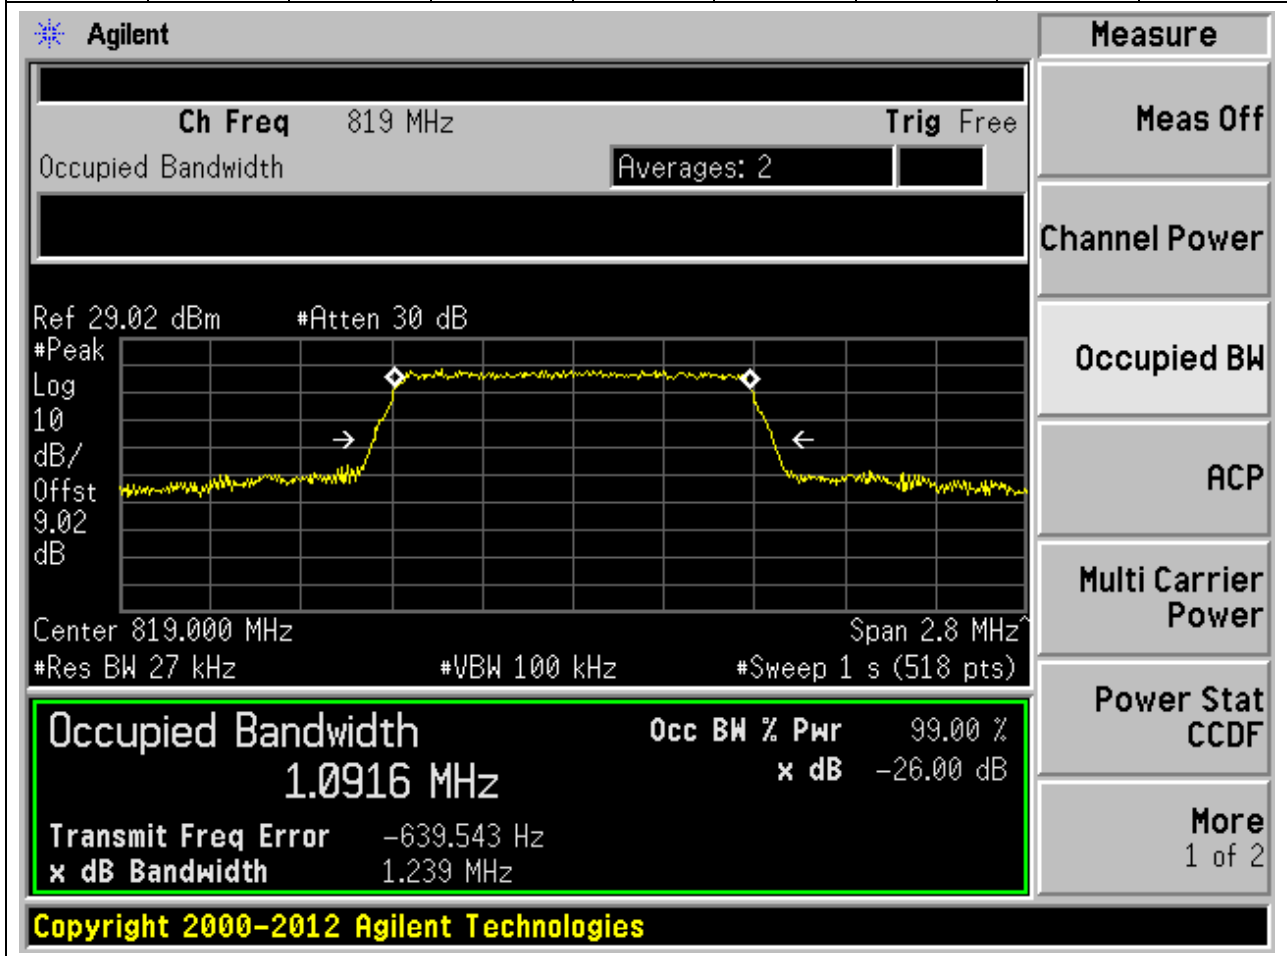 Agilent
Measure
Ch Freq 819 MHz Trig Free
Occupied Bandwidth Averages: 2
Meas Off
Channel Power
Occupied BW
ACP
Multi Carrier
Power
Power Stat
CCDF
More
1 of 2
Ref 29.02 dBm #Atten 30 dB
#Peak
Log
10
dB/
Offst
9.02
dB
Center 819.000 MHz Span 2.8 MHz^
#Res BW 27 kHz #VBW 100 kHz #Sweep 1 s (518 pts)
Occupied Bandwidth Occ BW % Pwr 99.00 %
1.0916 MHz x dB -26.00 dB
Transmit Freq Error -639.543 Hz
x dB Bandwidth 1.239 MHz
Copyright 2000-2012 Agilent Technologies